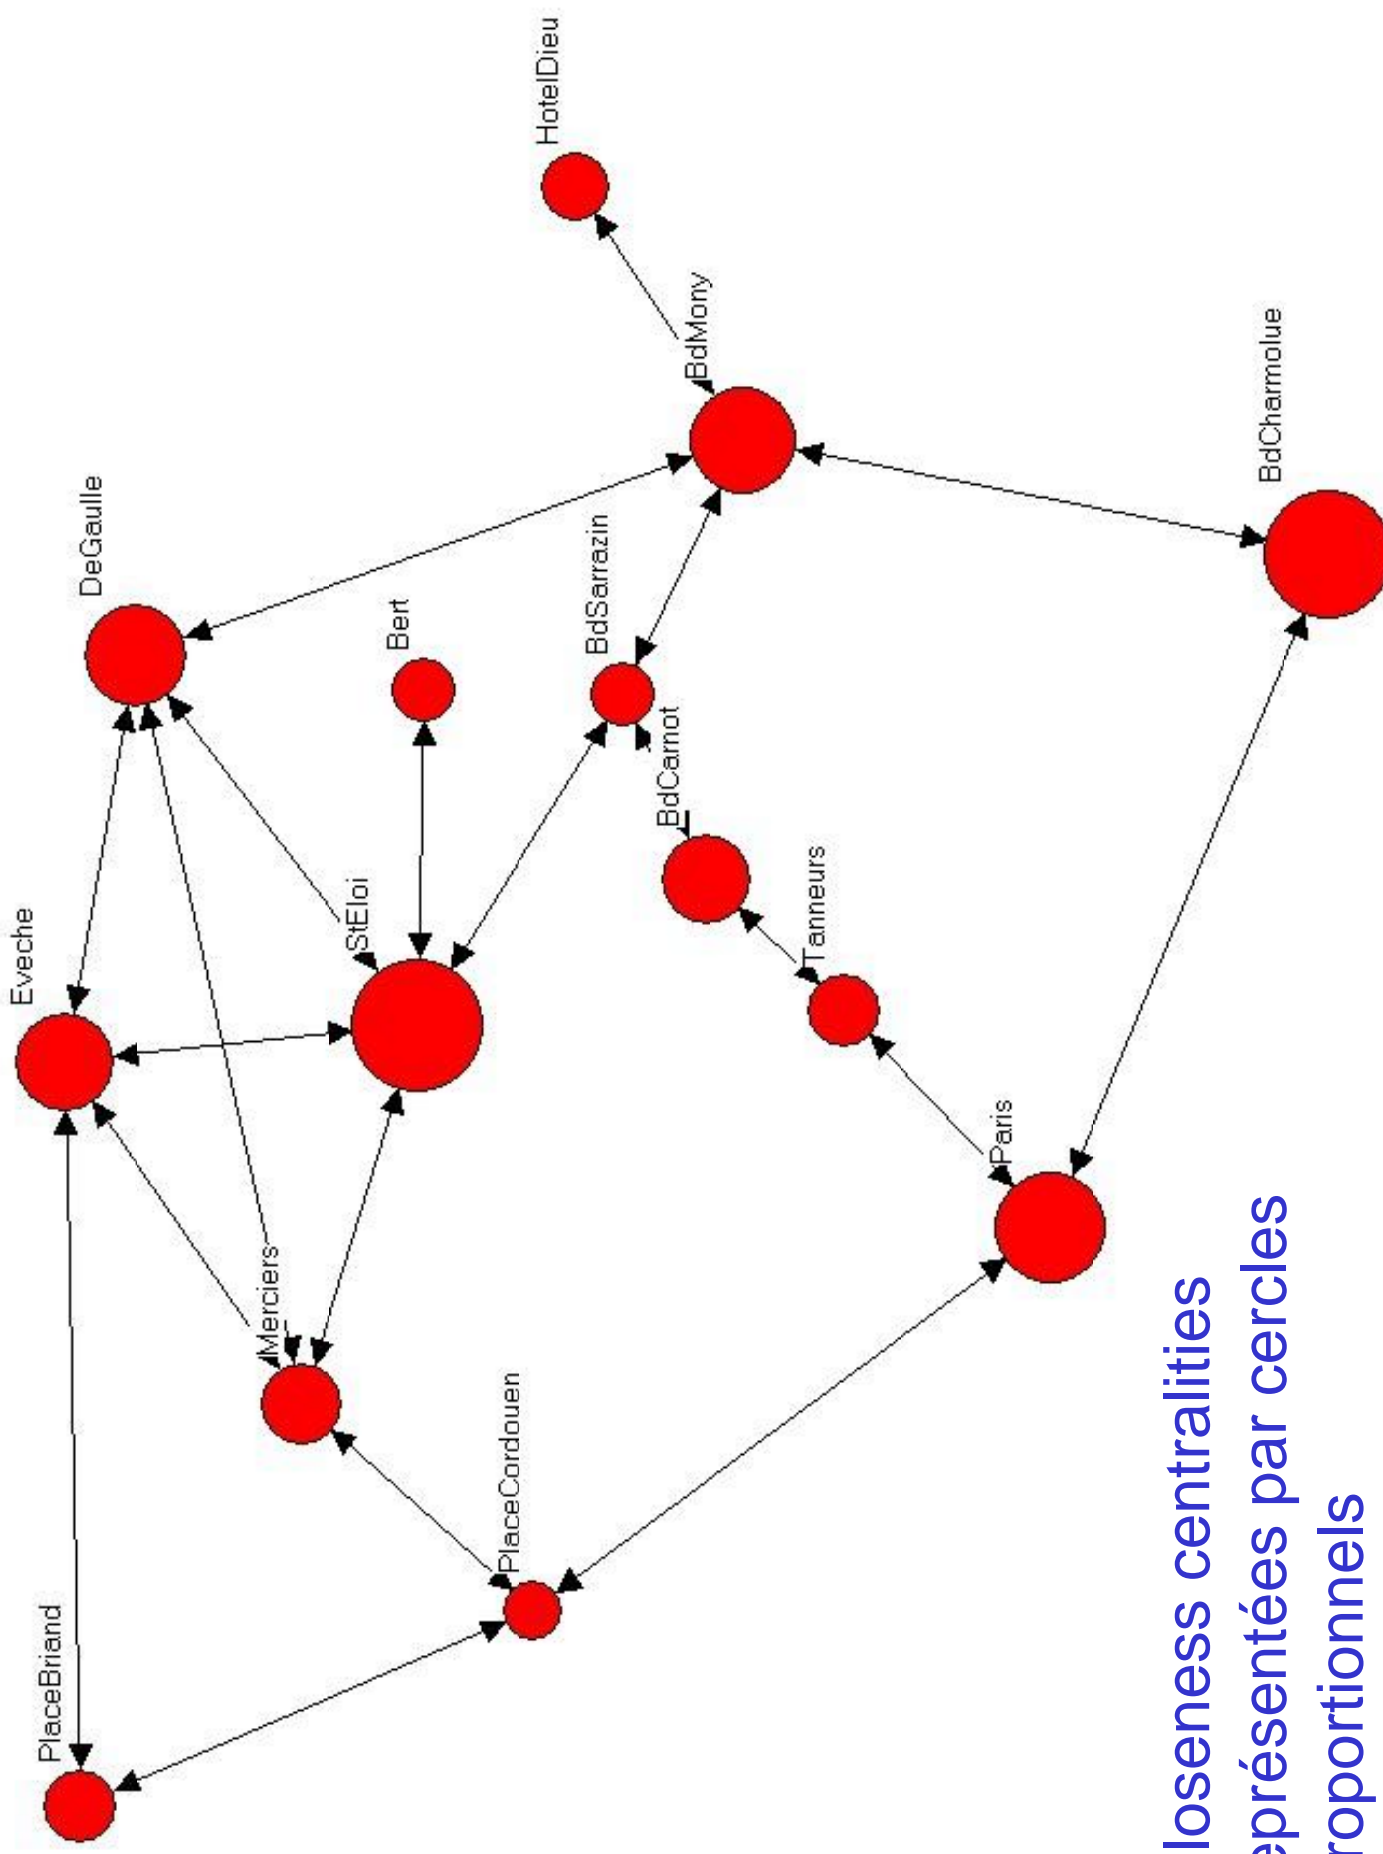 Eveche
PlaceBriand
DeGaulle
Merciers
StEloi
Bert
PlaceCordouen
HotelDieu
BdSarrazin
BdCarnot
BdMony
Tanneurs
Paris
BdCharmolue
loseness centralities
eprésentées par cercles
roportionnels